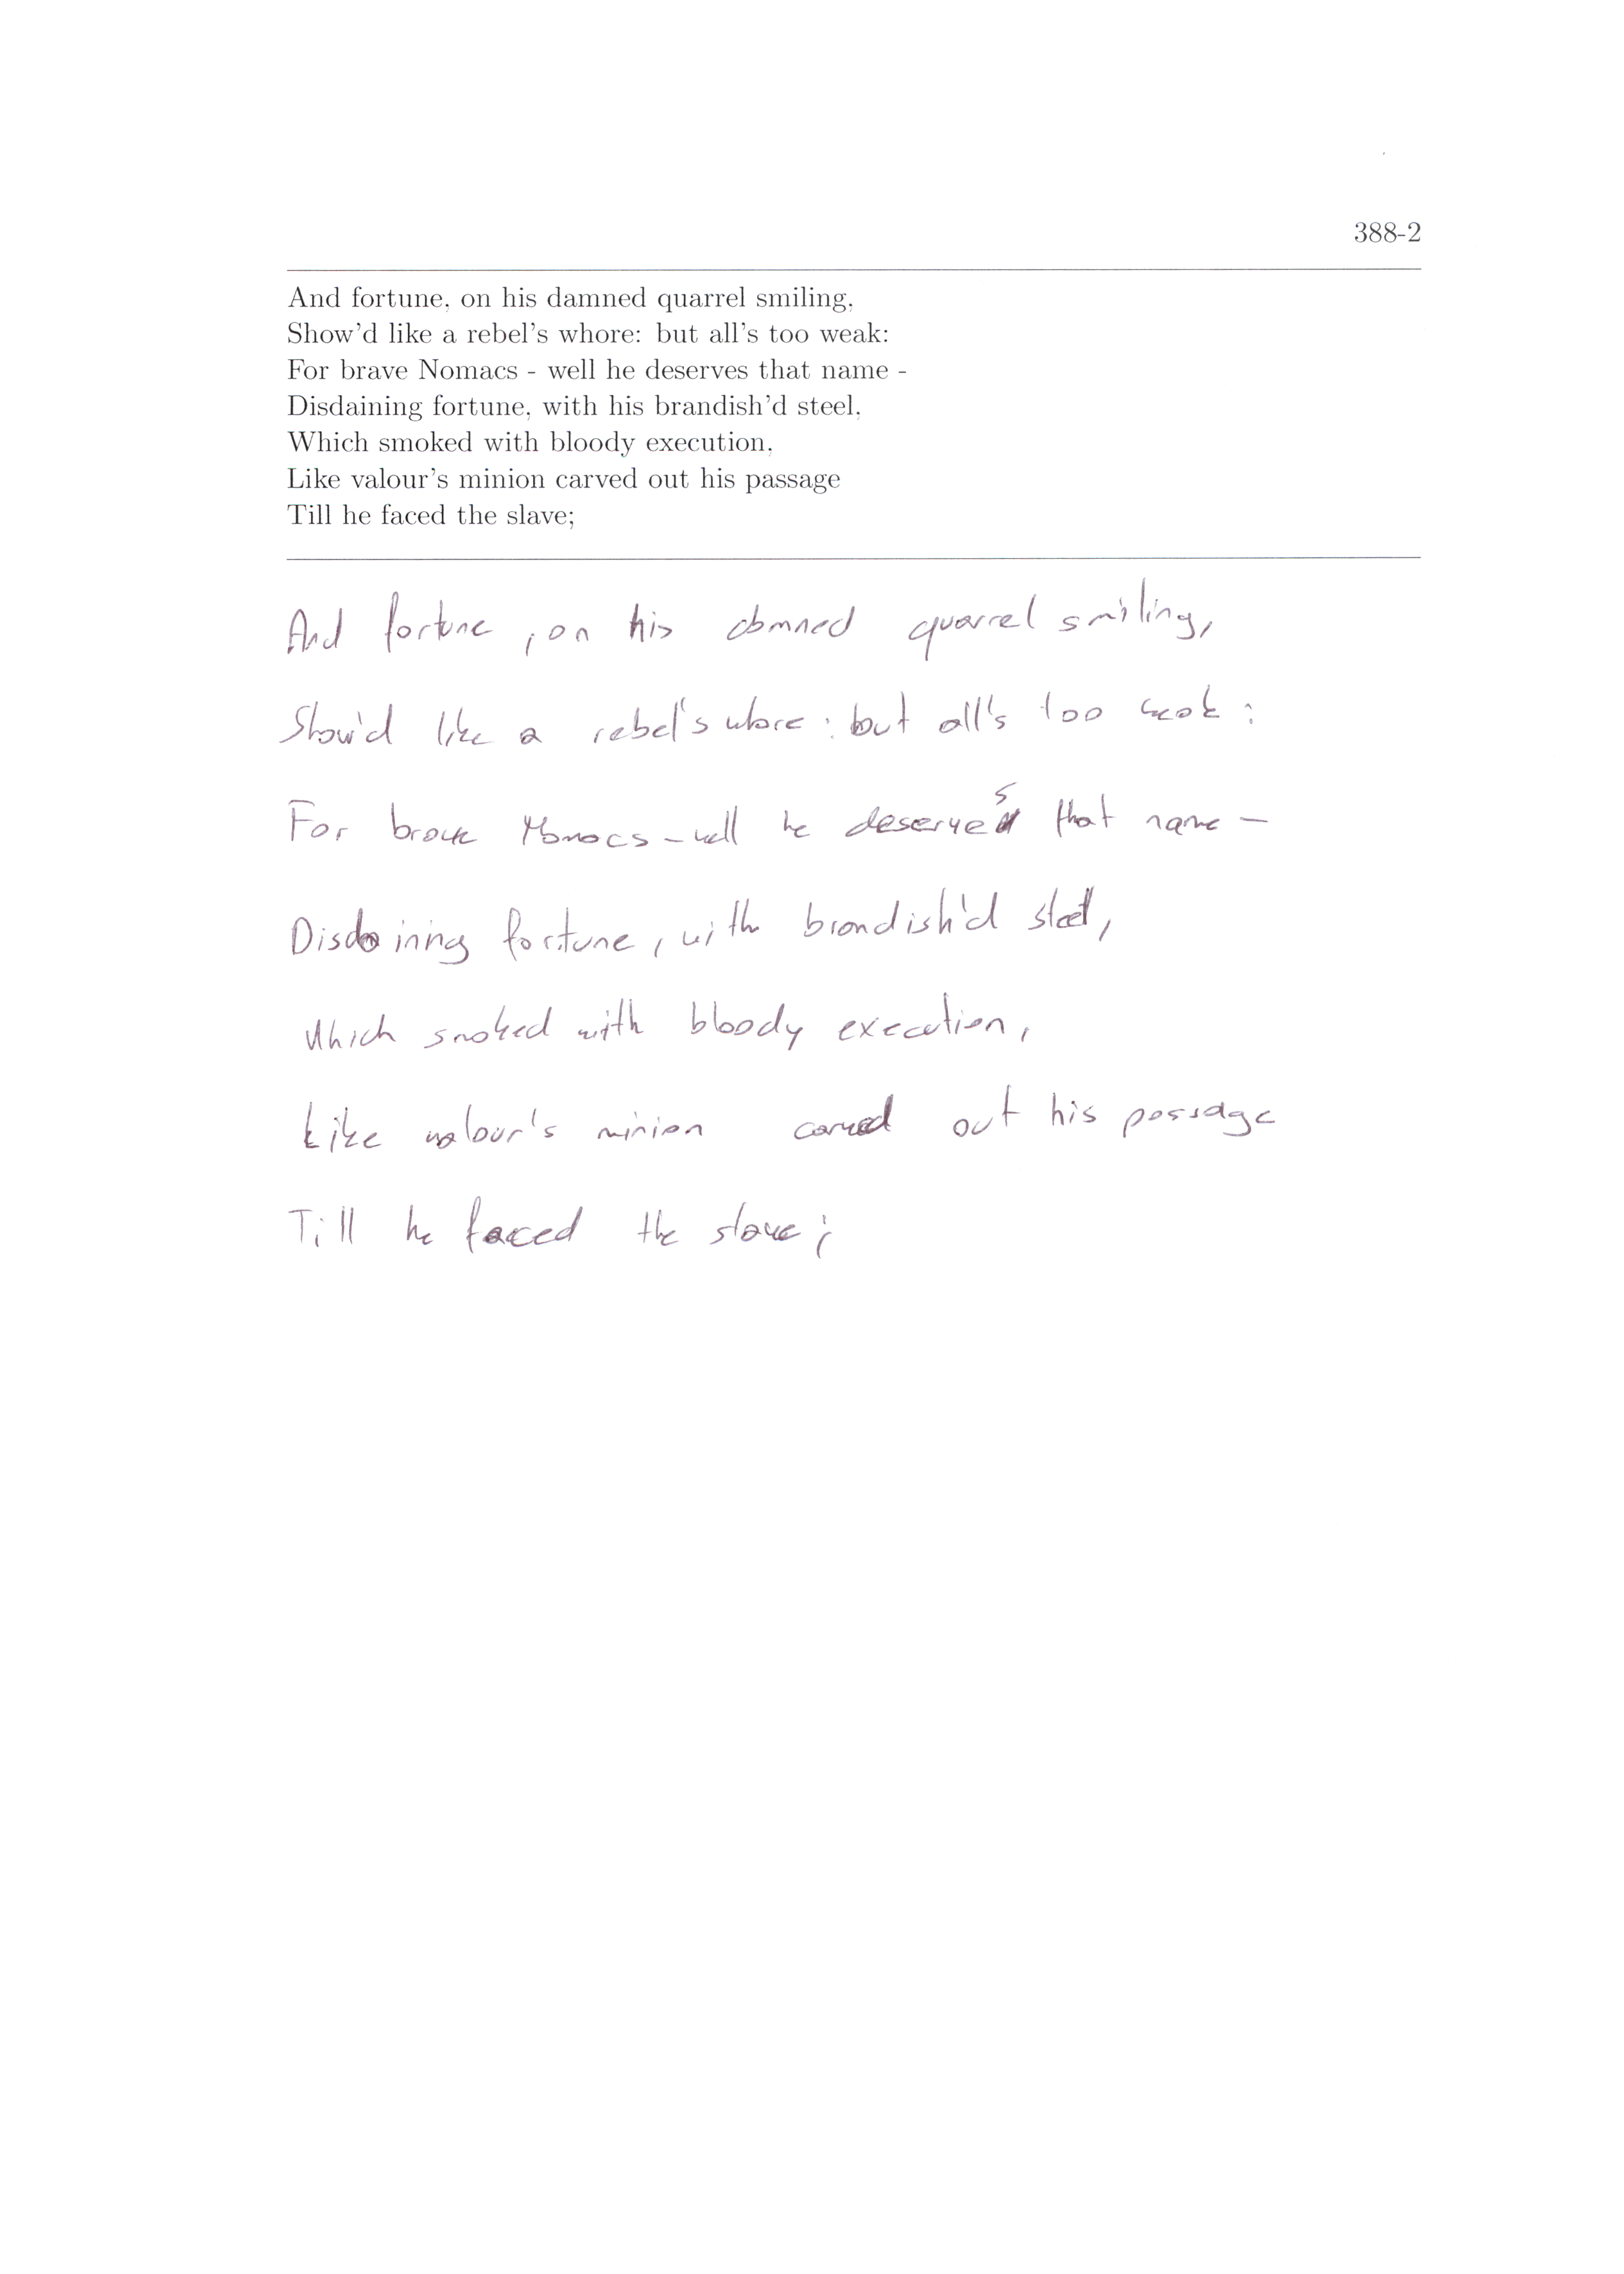 388-2
And fortune, on his damned quarrel smiling,
Show'd like a rebel's whore: but all's too weak:
For brave Nomacs - well he deserves that name -
Disdaining fortune, with his brandish'd steel,
Which smoked with bloody execution,
Like valour's minion carved out his passage
Till he faced the slave;
And fortune , on his damned quarrel smiling,
Show'd like a rebel's whore : but all's too weak :
For brave Nomacs - well he deserves that name -
Disdaining fortune, with brandish'd steel,
Which smoked with bloody execution,
Like valour's minion carved out his passage
Till he faced the slave;